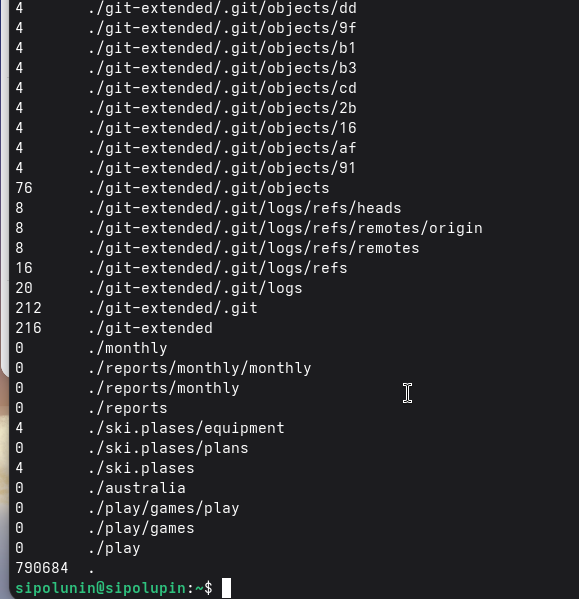 4 ./git-extended/.git/objects/dd
4 ./git-extended/.git/objects/9f
4 ./git-extended/.git/objects/b1
4 ./git-extended/.git/objects/b3
4 ./git-extended/.git/objects/cd
4 ./git-extended/.git/objects/2b
4 ./git-extended/.git/objects/16
4 ./git-extended/.git/objects/af
4 ./git-extended/.git/objects/91
76 ./git-extended/.git/objects
8 ./git-extended/.git/logs/refs/heads
8 ./git-extended/.git/logs/refs/remotes/origin
8 ./git-extended/.git/logs/refs/remotes
16 ./git-extended/.git/logs/refs
20 ./git-extended/.git/logs
212 ./git-extended/.git
216 ./git-extended
0 ./monthly
0 ./reports/monthly/monthly
0 ./reports/monthly
0 ./reports
4 ./ski.plases/equipment
0 ./ski.plases/plans
4 ./ski.plases
0 ./australia
0 ./play/games/play
0 ./play/games
0 ./play
790684 .
sipolunin@sipolupin:~$